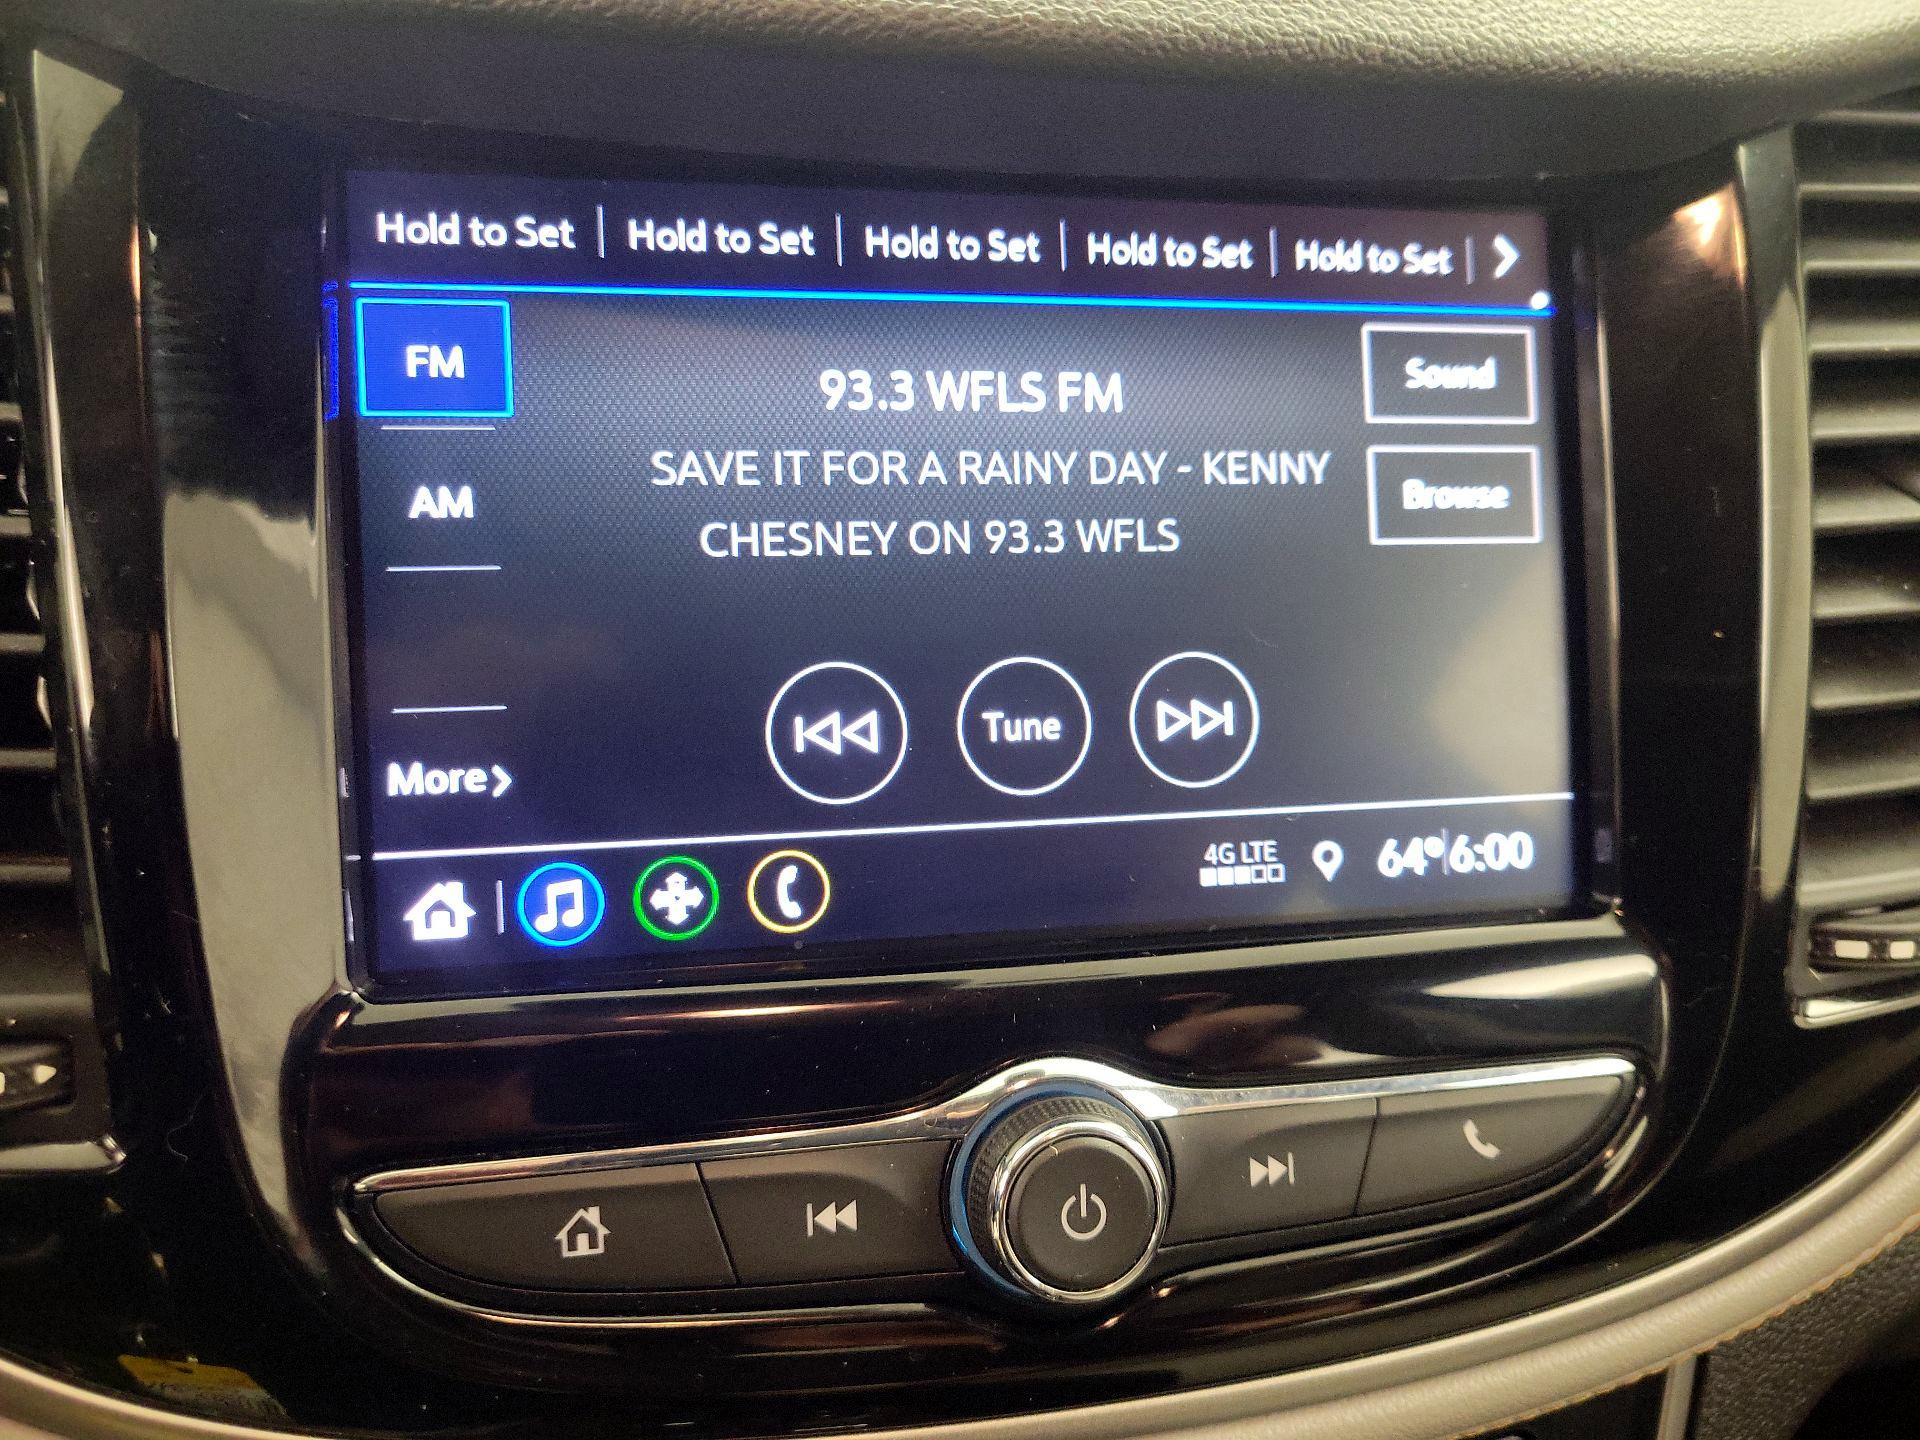 Hold to Set | Hold to Set | Hold to Set | Hold to Set | Hold to Set |
FM
93.3 WFLS FM
Sound
SAVE IT FOR A RAINY DAY - KENNY
Browse
AM
CHESNEY ON 93.3 WFLS
Tune
More
4G LTE
64° 6:00